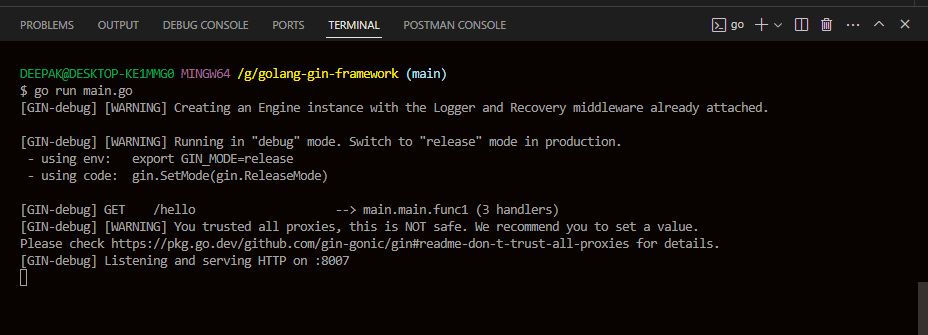 PROBLEMS OUTPUT DEBUG CONSOLE PORTS TERMINAL POSTMAN CONSOLE go
DEEPAK@DESKTOP-KE1MMG0 MINGW64 /g/golang-gin-framework (main)
$ go run main.go
[GIN-debug] [WARNING] Creating an Engine instance with the Logger and Recovery middleware already attached.
[GIN-debug] [WARNING] Running in "debug" mode. Switch to "release" mode in production.
- using env: export GIN_MODE=release
- using code: gin.SetMode(gin.ReleaseMode)
[GIN-debug] GET /hello --> main.main.func1 (3 handlers)
[GIN-debug] [WARNING] You trusted all proxies, this is NOT safe. We recommend you to set a value.
Please check https://pkg.go.dev/github.com/gin-gonic/gin#readme-don-t-trust-all-proxies for details.
[GIN-debug] Listening and serving HTTP on :8007